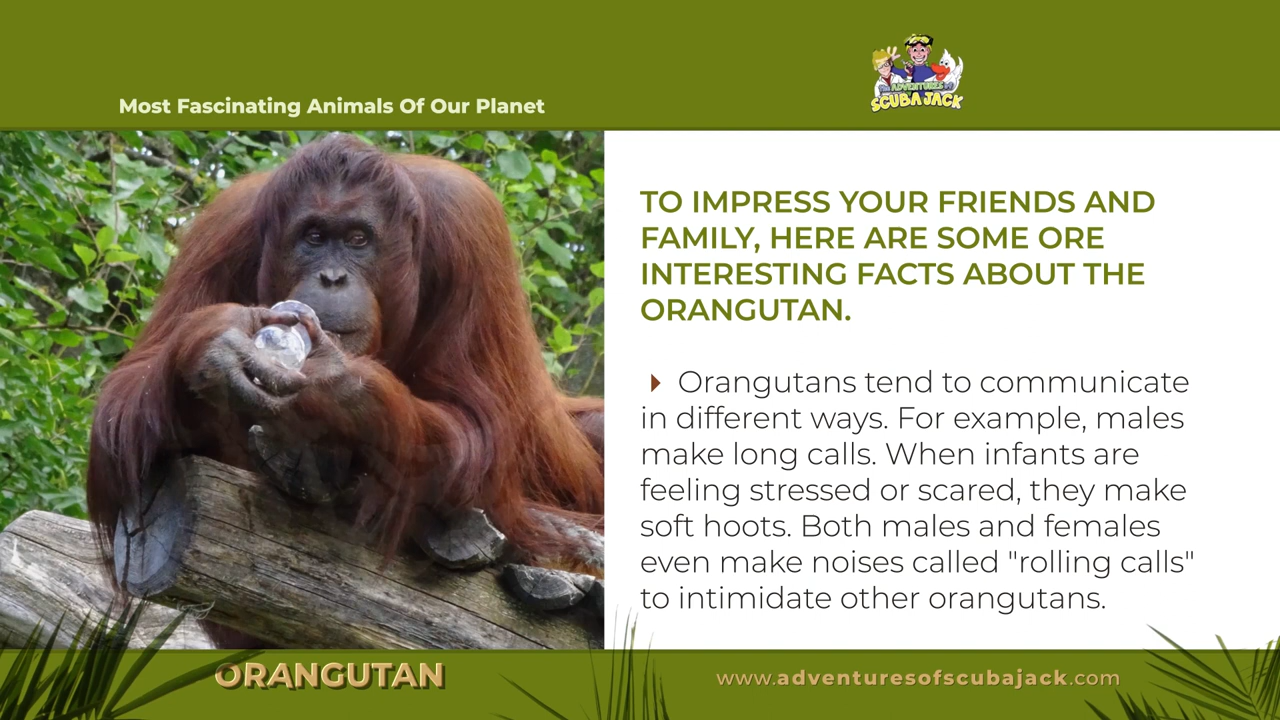 Most Fascinating Animals Of Our Planet
THE ADVENTURES OF
SCUBA JACK
TO IMPRESS YOUR FRIENDS AND
FAMILY, HERE ARE SOME ORE
INTERESTING FACTS ABOUT THE
ORANGUTAN.
Orangutans tend to communicate
in different ways. For example, males
make long calls. When infants are
feeling stressed or scared, they make
soft hoots. Both males and females
even make noises called "rolling calls"
to intimidate other orangutans.
ORANGUTAN
www.adventuresofscubajack.com